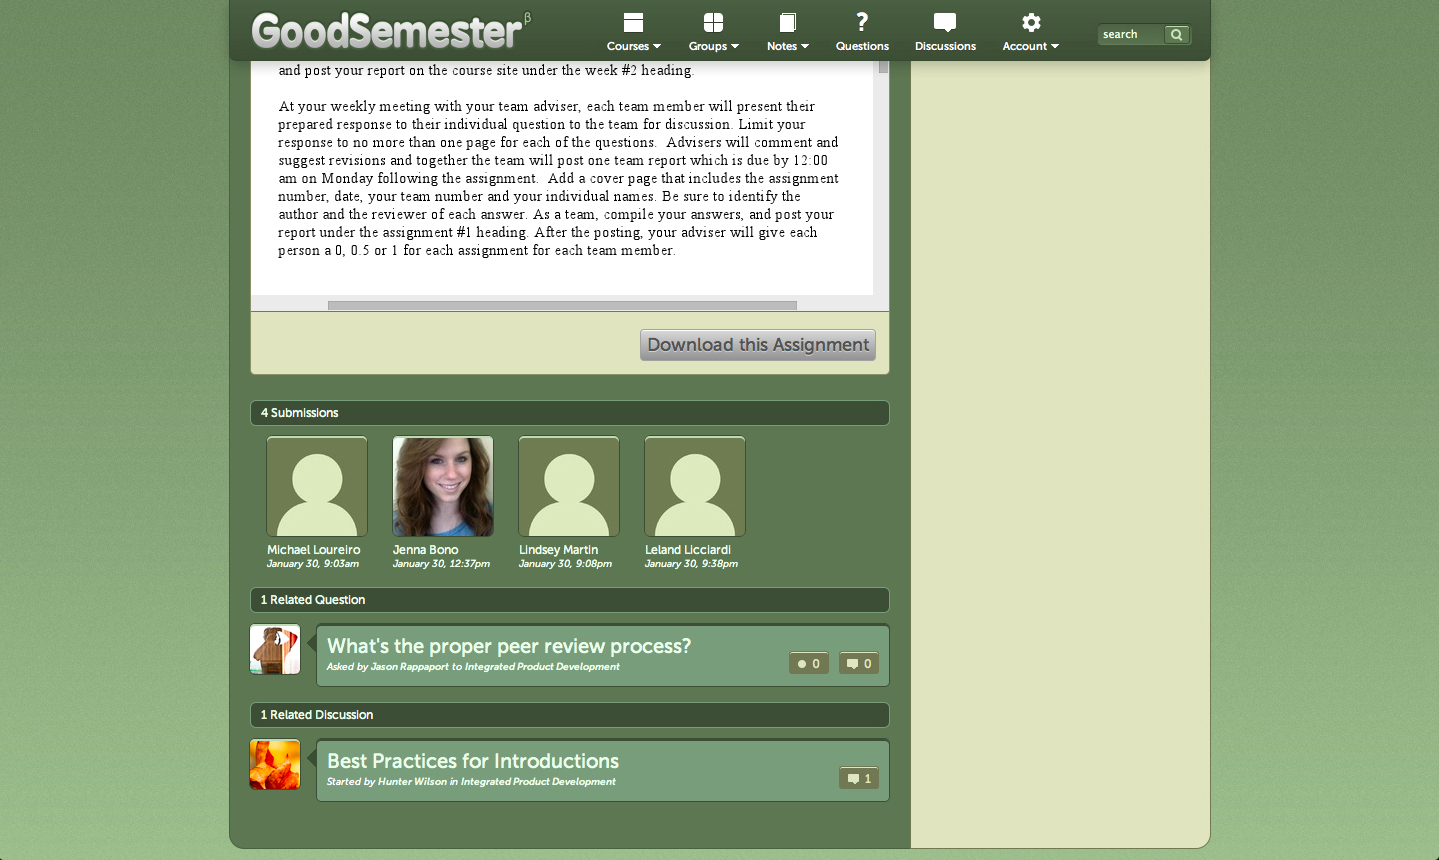 GoodSemester β
Courses Groups Notes Questions Discussions Account search
and post your report on the course site under the week #2 heading.
At your weekly meeting with your team adviser, each team member will present their
prepared response to their individual question to the team for discussion. Limit your
response to no more than one page for each of the questions.  Advisers will comment and
suggest revisions and together the team will post one team report which is due by 12:00
am on Monday following the assignment.  Add a cover page that includes the assignment
number, date, your team number and your individual names. Be sure to identify the
author and the reviewer of each answer. As a team, compile your answers, and post your
report under the assignment #1 heading. After the posting, your adviser will give each
person a 0, 0.5 or 1 for each assignment for each team member.
Download this Assignment
4 Submissions
Michael Loureiro Jenna Bono Lindsey Martin Leland Licciardi
January 30, 9:03am January 30, 12:37pm January 30, 9:08pm January 30, 9:38pm
1 Related Question
What's the proper peer review process?
Asked by Jason Rappaport to Integrated Product Development
0 0
1 Related Discussion
Best Practices for Introductions
Started by Hunter Wilson in Integrated Product Development
1